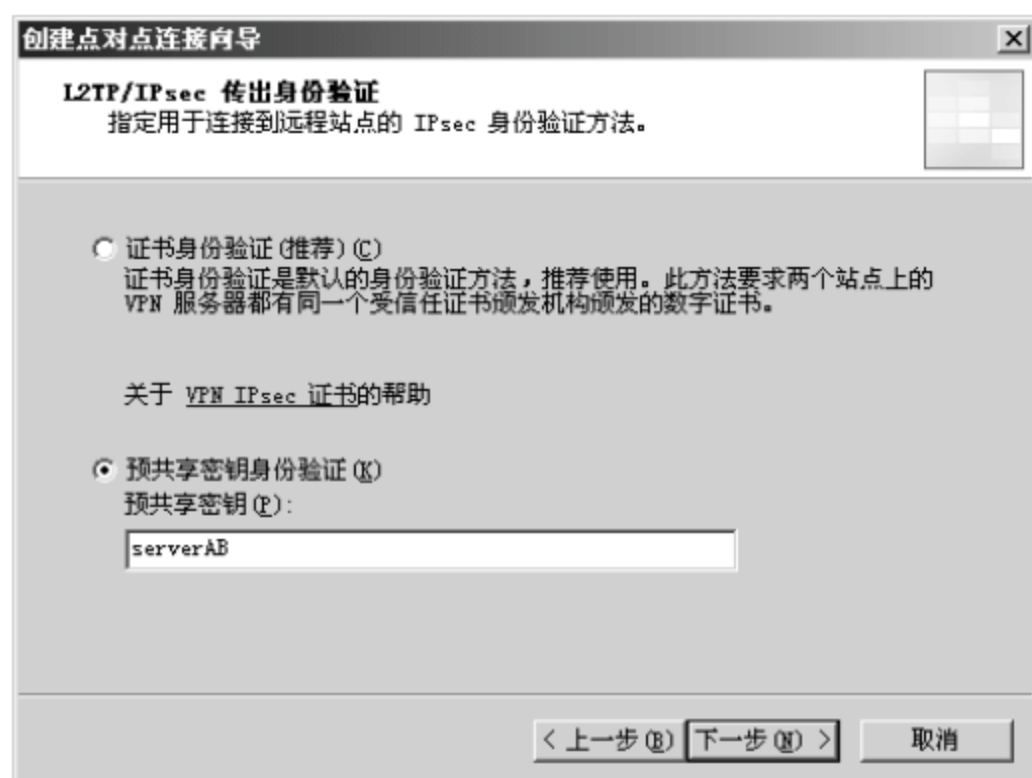 创建点对点连接向导
L2TP/IPsec 传出身份验证
指定用于连接到远程站点的 IPsec 身份验证方法。
证书身份验证(推荐)(C)
证书身份验证是默认的身份验证方法，推荐使用。此方法要求两个站点上的
VPN 服务器都有同一个受信任证书颁发机构颁发的数字证书。
关于 VPN IPsec 证书的帮助
预共享密钥身份验证(K)
预共享密钥(P):
serverAB
< 上一步(B) 下一步(N) > 取消